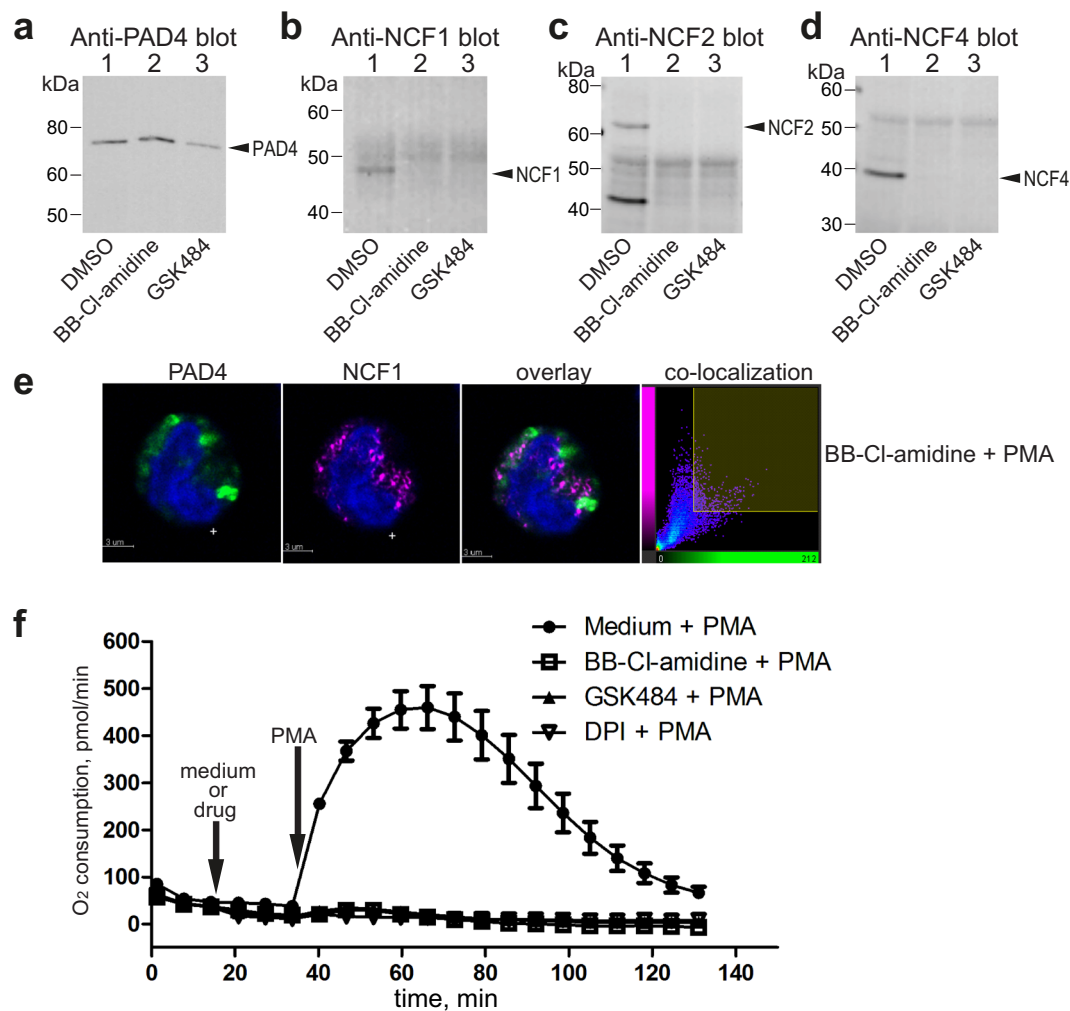 a
Anti-PAD4 blot
1 2 3
kDa
80
60
50
PAD4
DMSO
BB-Cl-amidine
GSK484
b
Anti-NCF1 blot
1 2 3
kDa
60
50
40
NCF1
DMSO
BB-Cl-amidine
GSK484
c
Anti-NCF2 blot
1 2 3
kDa
80
60
50
40
NCF2
DMSO
BB-Cl-amidine
GSK484
d
Anti-NCF4 blot
1 2 3
kDa
60
50
40
30
NCF4
DMSO
BB-Cl-amidine
GSK484
e
PAD4 NCF1 overlay co-localization
3 um 3 um 3 um 0 212
BB-Cl-amidine + PMA
f
O2 consumption, pmol/min
600
500
400
300
200
100
0
medium
or
drug
PMA
Medium + PMA
BB-Cl-amidine + PMA
GSK484 + PMA
DPI + PMA
0 20 40 60 80 100 120 140
time, min